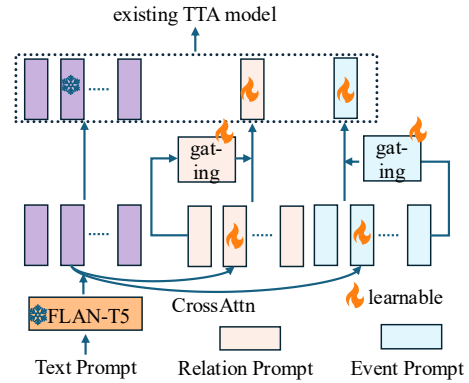 existing TTA model
......
gat-
ing
gat-
ing
...... ...... ......
CrossAttn
learnable
FLAN-T5
Text Prompt
Relation Prompt
Event Prompt